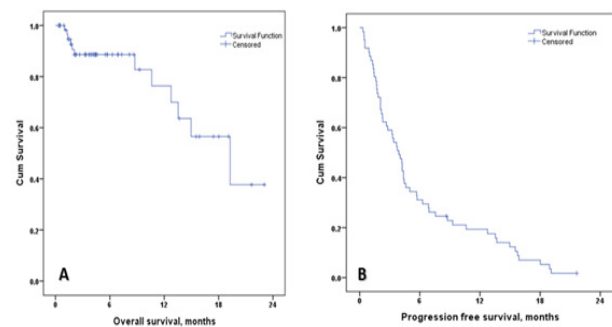 1.0
0.8
0.6
0.4
0.2
0.0
Cum Survival
Survival Function
Censored
A
0 6 12 18 24
Overall survival, months
1.0
0.8
0.6
0.4
0.2
0.0
Cum Survival
Survival Function
Censored
B
0 6 12 18 24
Progression free survival, months